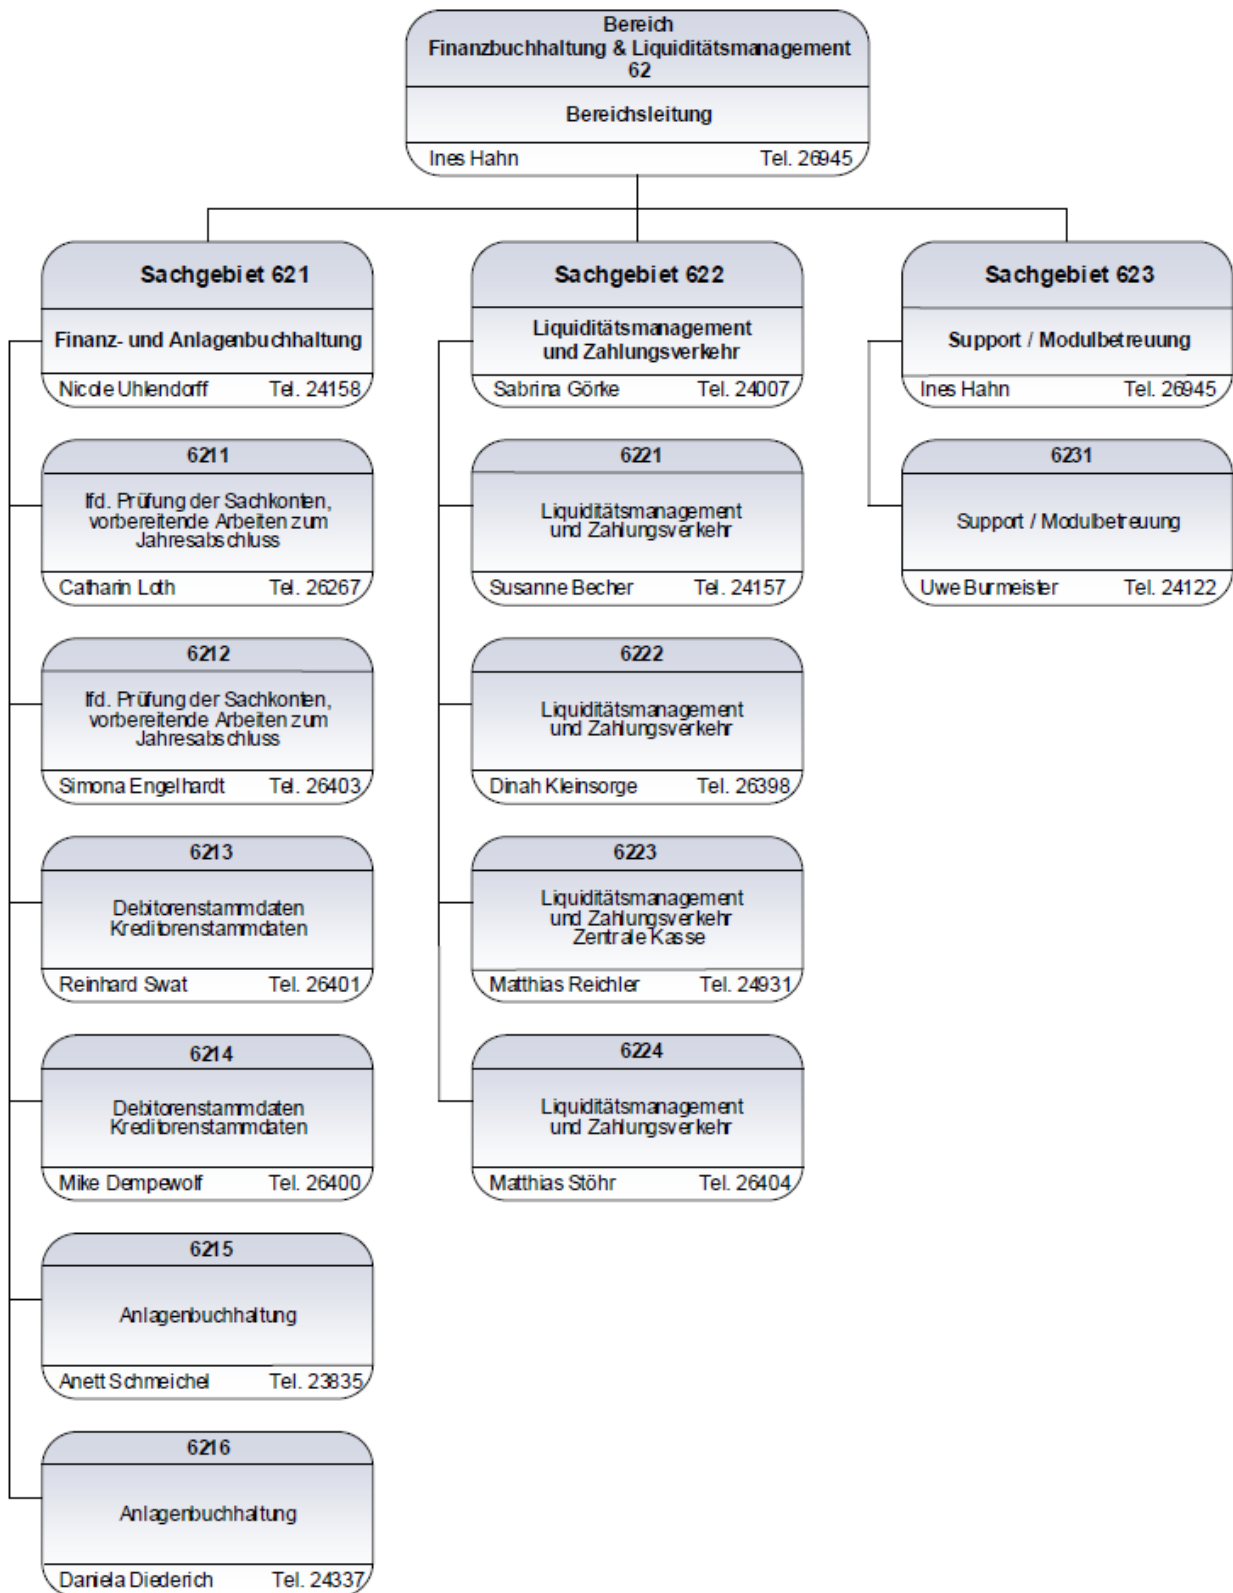 Bereich
Finanzbuchhaltung & Liquiditätsmanagement
62
Bereichsleitung
Ines Hahn Tel. 26945
Sachgebiet 621
Finanz- und Anlagenbuchhaltung
Nicole Uhlendorff Tel. 24158
6211
lfd. Prüfung der Sachkonten,
vorbereitende Arbeiten zum
Jahresabschluss
Catharin Loth Tel. 26267
6212
lfd. Prüfung der Sachkonten,
vorbereitende Arbeiten zum
Jahresabschluss
Simona Engelhardt Tel. 26403
6213
Debitorenstammdaten
Kreditorenstammdaten
Reinhard Swat Tel. 26401
6214
Debitorenstammdaten
Kreditorenstammdaten
Mike Dempewolf Tel. 26400
6215
Anlagenbuchhaltung
Anett Schmeichel Tel. 23835
6216
Anlagenbuchhaltung
Daniela Diederich Tel. 24337
Sachgebiet 622
Liquiditätsmanagement
und Zahlungsverkehr
Sabrina Görke Tel. 24007
6221
Liquiditätsmanagement
und Zahlungsverkehr
Susanne Becher Tel. 24157
6222
Liquiditätsmanagement
und Zahlungsverkehr
Dinah Kleinsorge Tel. 26398
6223
Liquiditätsmanagement
und Zahlungsverkehr
Zentrale Kasse
Matthias Reichler Tel. 24931
6224
Liquiditätsmanagement
und Zahlungsverkehr
Matthias Stöhr Tel. 26404
Sachgebiet 623
Support / Modulbetreuung
Ines Hahn Tel. 26945
6231
Support / Modulbetreuung
Uwe Burmeister Tel. 24122